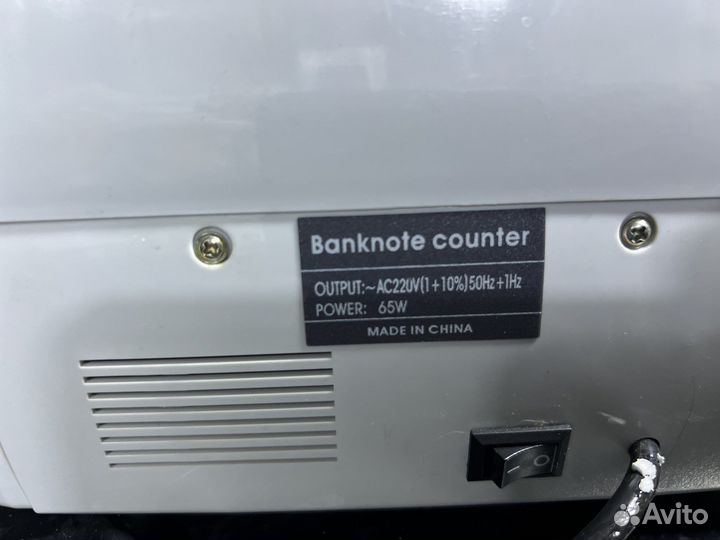 Banknote counter
OUTPUT:~AC220V(1+10%)50Hz+1Hz
POWER: 65W
MADE IN CHINA
Avito